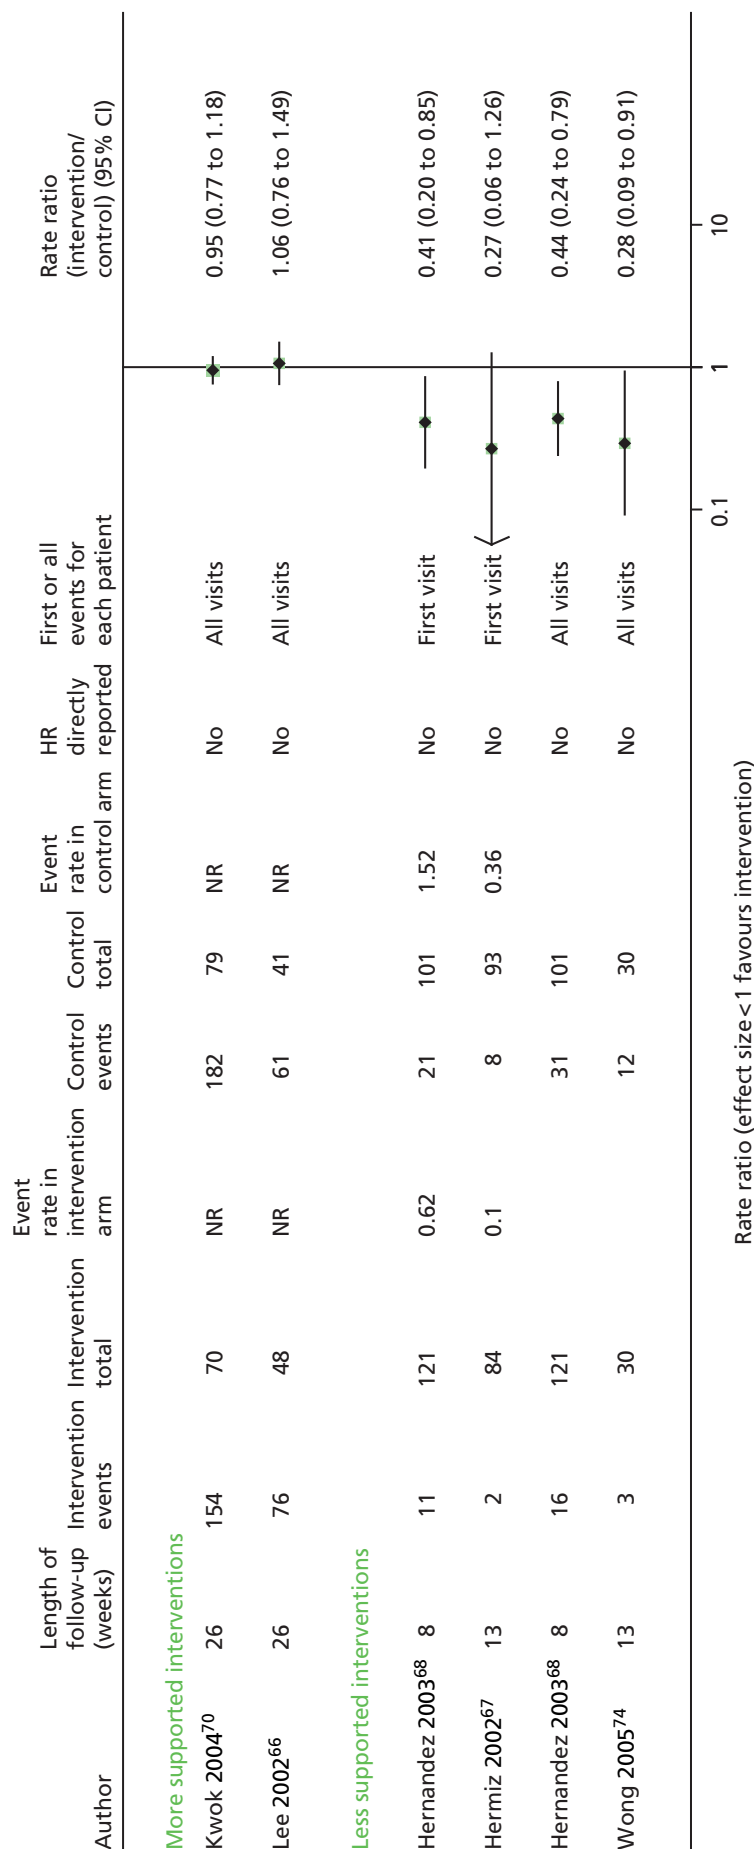 Author
Length of
follow-up
(weeks)
Intervention
events
Intervention
total
Event
rate in
intervention
arm
Control
events
Control
total
Event
rate in
control arm
HR
directly
reported
First or all
events for
each patient
Rate ratio
(intervention/
control) (95% CI)
More supported interventions
Kwok 2004⁷⁰ 26 154 70 NR 182 79 NR No All visits 0.95 (0.77 to 1.18)
Lee 2002⁶⁶ 26 76 48 NR 61 41 NR No All visits 1.06 (0.76 to 1.49)
Less supported interventions
Hernandez 2003⁶⁸ 8 11 121 0.62 21 101 1.52 No First visit 0.41 (0.20 to 0.85)
Hermiz 2002⁶⁷ 13 2 84 0.1 8 93 0.36 No First visit 0.27 (0.06 to 1.26)
Hernandez 2003⁶⁸ 8 16 121 31 101 No All visits 0.44 (0.24 to 0.79)
Wong 2005⁷⁴ 13 3 30 12 30 No All visits 0.28 (0.09 to 0.91)
0.1 1 10
Rate ratio (effect size<1 favours intervention)